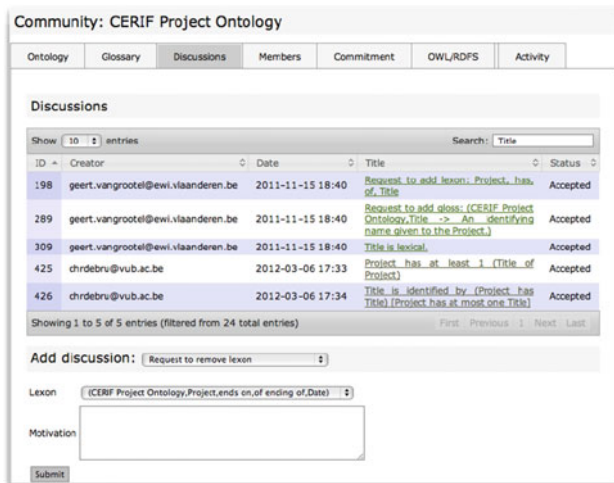 Community: CERIF Project Ontology
Ontology Glossary Discussions Members Commitment OWL/RDFS Activity
Discussions
Show 10 entries Search: Title
ID Creator Date Title Status
198 geert.vangrootel@ewi.vlaanderen.be 2011-11-15 18:40 Request to add lexon: Project, has, of, Title Accepted
289 geert.vangrootel@ewi.vlaanderen.be 2011-11-15 18:40 Request to add gloss: (CERIF Project Ontology,Title -> An identifying name given to the Project.) Accepted
309 geert.vangrootel@ewi.vlaanderen.be 2011-11-15 18:40 Title is lexical. Accepted
425 chrdebru@vub.ac.be 2012-03-06 17:33 Project has at least 1 (Title of Project) Accepted
426 chrdebru@vub.ac.be 2012-03-06 17:34 Title is identified by (Project has Title) [Project has at most one Title] Accepted
Showing 1 to 5 of 5 entries (filtered from 24 total entries) First Previous 1 Next Last
Add discussion: Request to remove lexon
Lexon (CERIF Project Ontology,Project,ends on,of ending of,Date)
Motivation
Submit